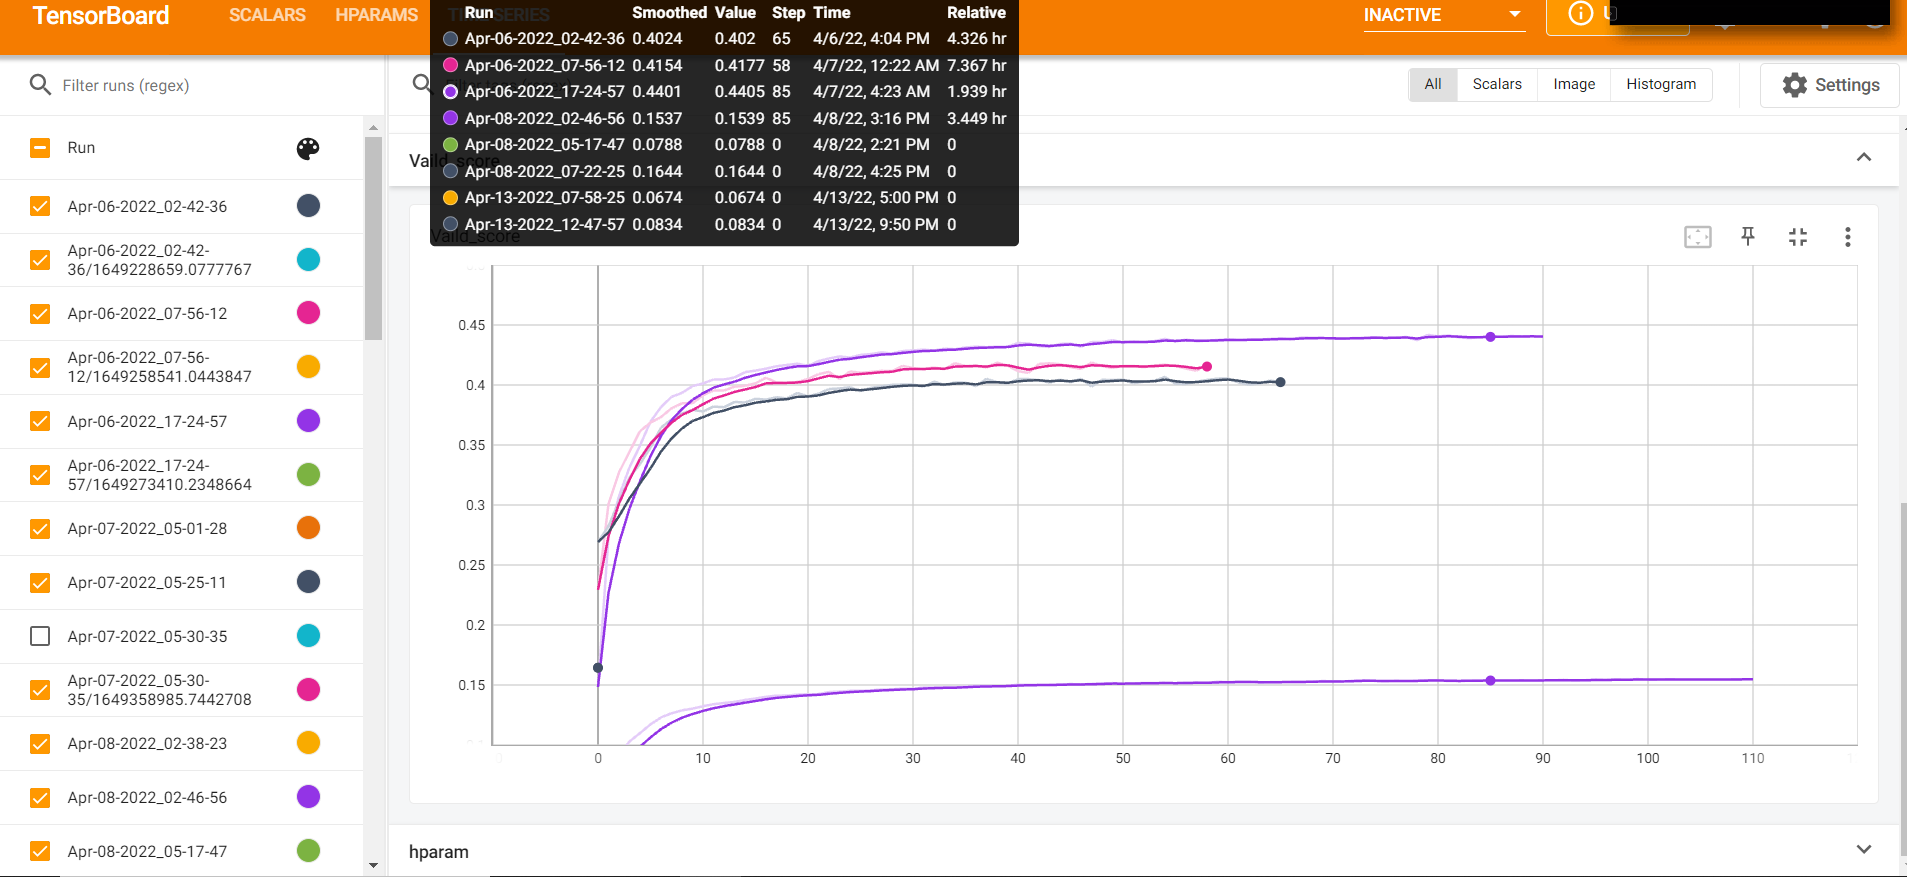 TensorBoard
SCALARS
HPARAMS
TIME SERIES
INACTIVE
Run Smoothed Value Step Time Relative
Apr-06-2022_02-42-36 0.4024 0.402 65 4/6/22, 4:04 PM 4.326 hr
Apr-06-2022_07-56-12 0.4154 0.4177 58 4/7/22, 12:22 AM 7.367 hr
Apr-06-2022_17-24-57 0.4401 0.4405 85 4/7/22, 4:23 AM 1.939 hr
Apr-08-2022_02-46-56 0.1537 0.1539 85 4/8/22, 3:16 PM 3.449 hr
Apr-08-2022_05-17-47 0.0788 0.0788 0 4/8/22, 2:21 PM 0
Apr-08-2022_07-22-25 0.1644 0.1644 0 4/8/22, 4:25 PM 0
Apr-13-2022_07-58-25 0.0674 0.0674 0 4/13/22, 5:00 PM 0
Apr-13-2022_12-47-57 0.0834 0.0834 0 4/13/22, 9:50 PM 0
Filter runs (regex)
Run
Apr-06-2022_02-42-36
Apr-06-2022_02-42-
36/1649228659.0777767
Apr-06-2022_07-56-12
Apr-06-2022_07-56-
12/1649258541.0443847
Apr-06-2022_17-24-57
Apr-06-2022_17-24-
57/1649273410.2348664
Apr-07-2022_05-01-28
Apr-07-2022_05-25-11
Apr-07-2022_05-30-35
Apr-07-2022_05-30-
35/1649358985.7442708
Apr-08-2022_02-38-23
Apr-08-2022_02-46-56
Apr-08-2022_05-17-47
All
Scalars
Image
Histogram
Settings
Vaild_score
Vaild_score
0.45
0.4
0.35
0.3
0.25
0.2
0.15
0 10 20 30 40 50 60 70 80 90 100 110
hparam